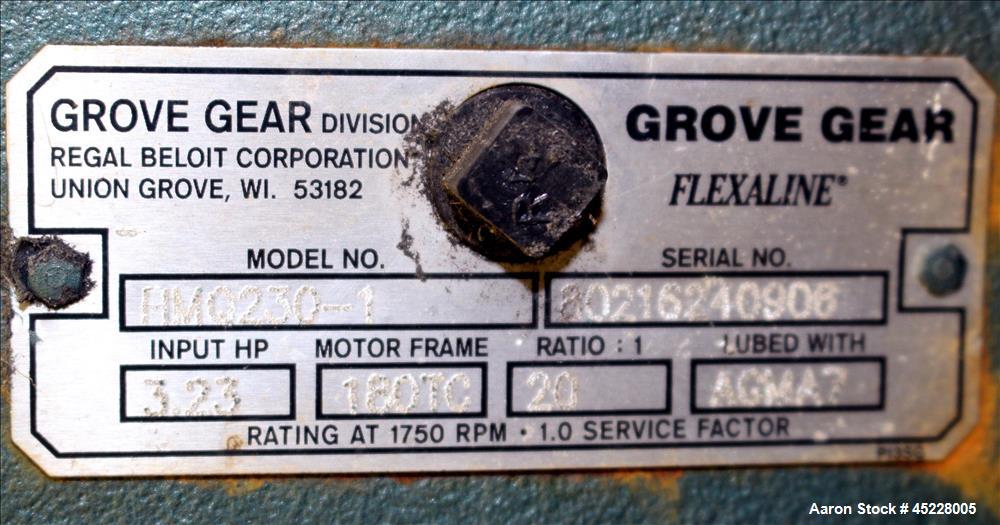 GROVE GEAR DIVISION
REGAL BELOIT CORPORATION
UNION GROVE, WI. 53182
GROVE GEAR
FLEXALINE®
MODEL NO.
HMQ230-1
SERIAL NO.
80216240906
INPUT HP
3.23
MOTOR FRAME
180TC
RATIO : 1
20
LUBED WITH
AGMA7
RATING AT 1750 RPM • 1.0 SERVICE FACTOR
Aaron Stock # 45228005